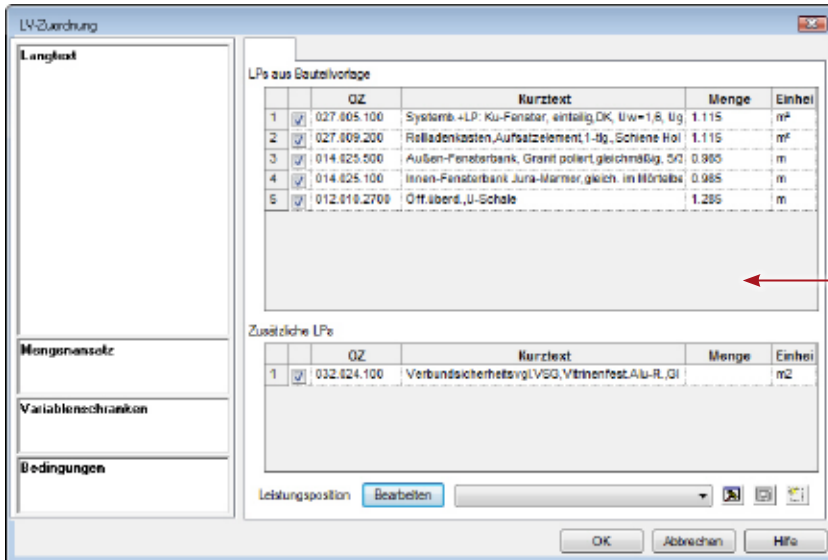 LV-Zuordnung
Langtext
LPs aus Bauteilvorlage
OZ Kurztext Menge Einhei
1 027.005.100 Systemb.+LP: Ku-Fenster, einteilig,DK, Uw=1,6, Ug 1.115 m²
2 027.009.200 Rolladenkasten,Aufsatzelement,1-tlg.,Schiene Hol 1.115 m²
3 014.025.500 Außen-Fensterbank, Granit poliert,gleichmäßig, 5/3 0.985 m
4 014.025.100 Innen-Fensterbank Jura-Marmor,gleich. im Mörtelbe 0.985 m
5 012.010.2700 Öff.überd.,U-Schale 1.285 m
Zusätzliche LPs
Mengenansatz
OZ Kurztext Menge Einhei
1 032.024.100 Verbundsicherheitsvgl.VSG,Vitrinenfest.Alu-R.,Gl m2
Variablenschranken
Bedingungen
Leistungsposition Bearbeiten
OK Abbrechen Hilfe